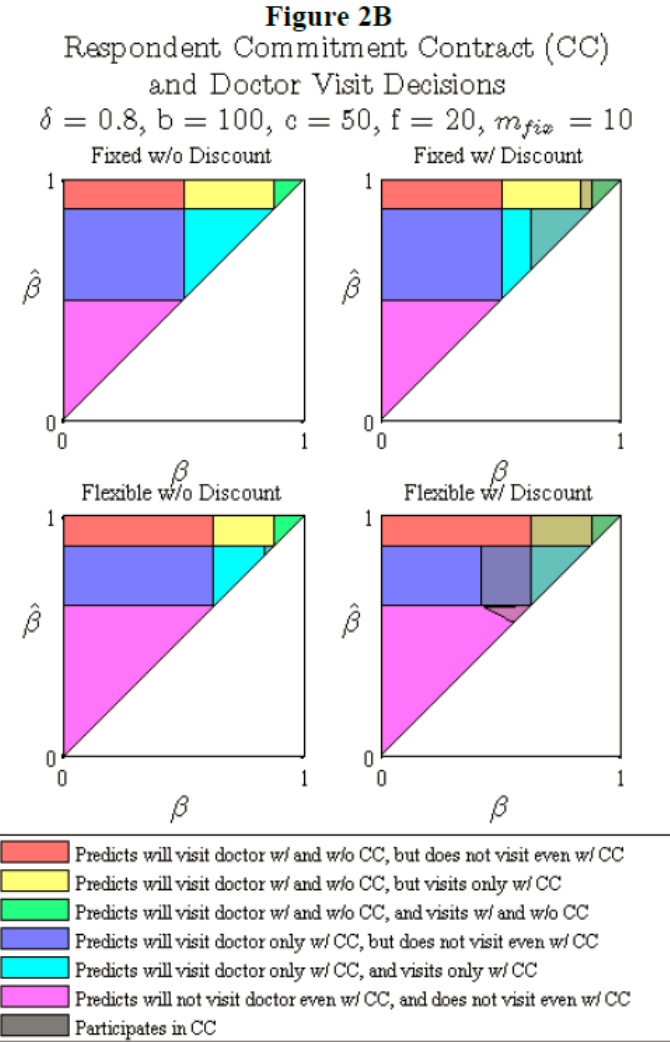 Figure 2B
Respondent Commitment Contract (CC)
and Doctor Visit Decisions
δ = 0.8, b = 100, c = 50, f = 20, m_fix = 10
Fixed w/o Discount
Fixed w/ Discount
1
1
β̂
β̂
0
0
0
1
0
1
β
β
Flexible w/o Discount
Flexible w/ Discount
1
1
β̂
β̂
0
0
0
1
0
1
β
β
Predicts will visit doctor w/ and w/o CC, but does not visit even w/ CC
Predicts will visit doctor w/ and w/o CC, but visits only w/ CC
Predicts will visit doctor w/ and w/o CC, and visits w/ and w/o CC
Predicts will visit doctor only w/ CC, but does not visit even w/ CC
Predicts will visit doctor only w/ CC, and visits only w/ CC
Predicts will not visit doctor even w/ CC, and does not visit even w/ CC
Participates in CC